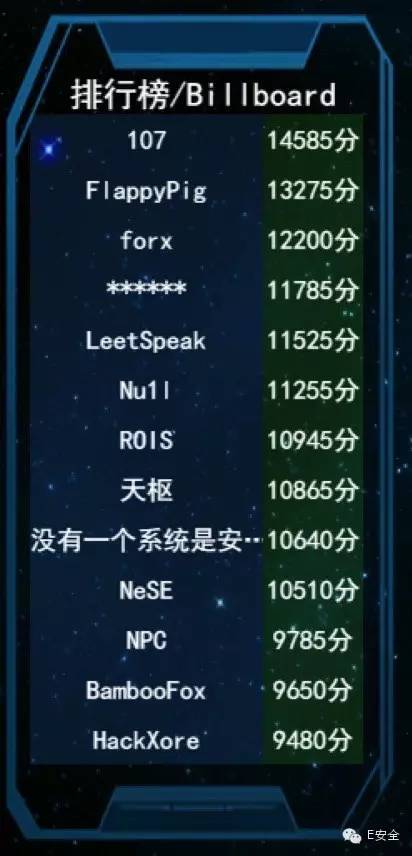 排行榜/Billboard
107 14585分
FlappyPig 13275分
forx 12200分
****** 11785分
LeetSpeak 11525分
Nu1l 11255分
ROIS 10945分
天枢 10865分
没有一个系统是安… 10640分
NeSE 10510分
NPC 9785分
BambooFox 9650分
HackXore 9480分
E安全